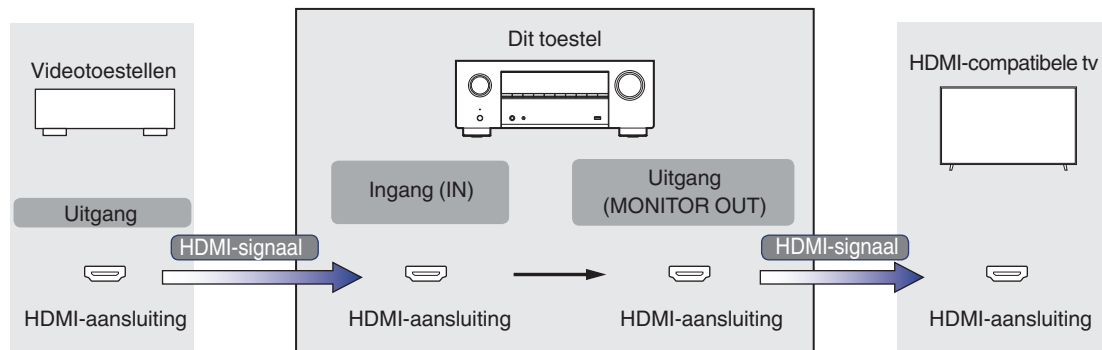 Dit toestel
Videotoestellen
HDMI-compatibele tv
Ingang (IN)
Uitgang
(MONITOR OUT)
Uitgang
HDMI-signaal
HDMI-signaal
HDMI-aansluiting
HDMI-aansluiting
HDMI-aansluiting
HDMI-aansluiting